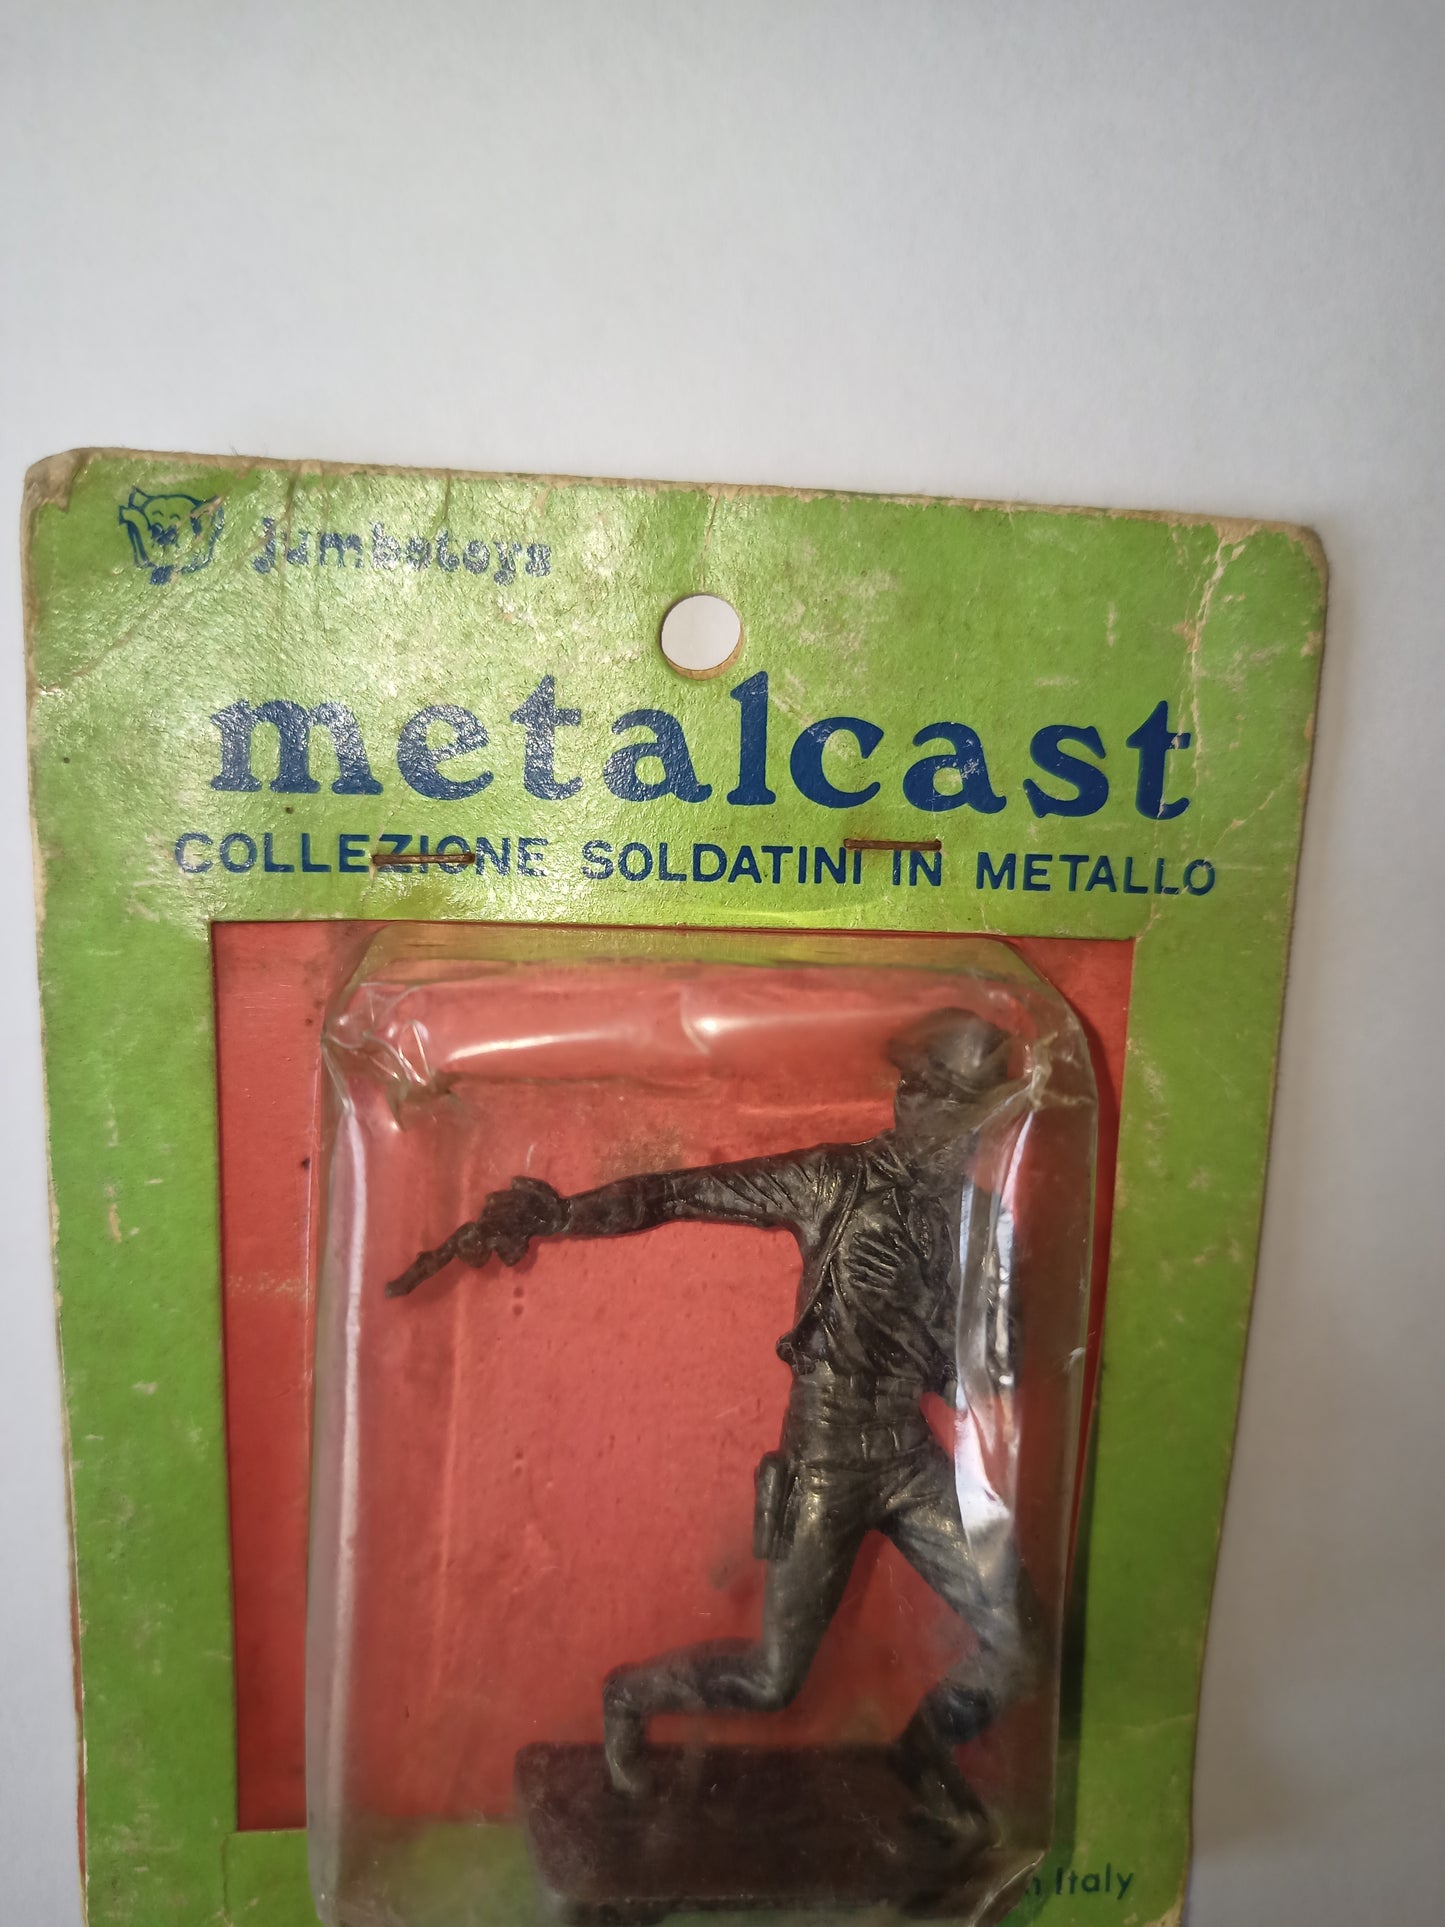 jumbotoys
metalcast
COLLEZIONE SOLDATINI IN METALLO
Italy